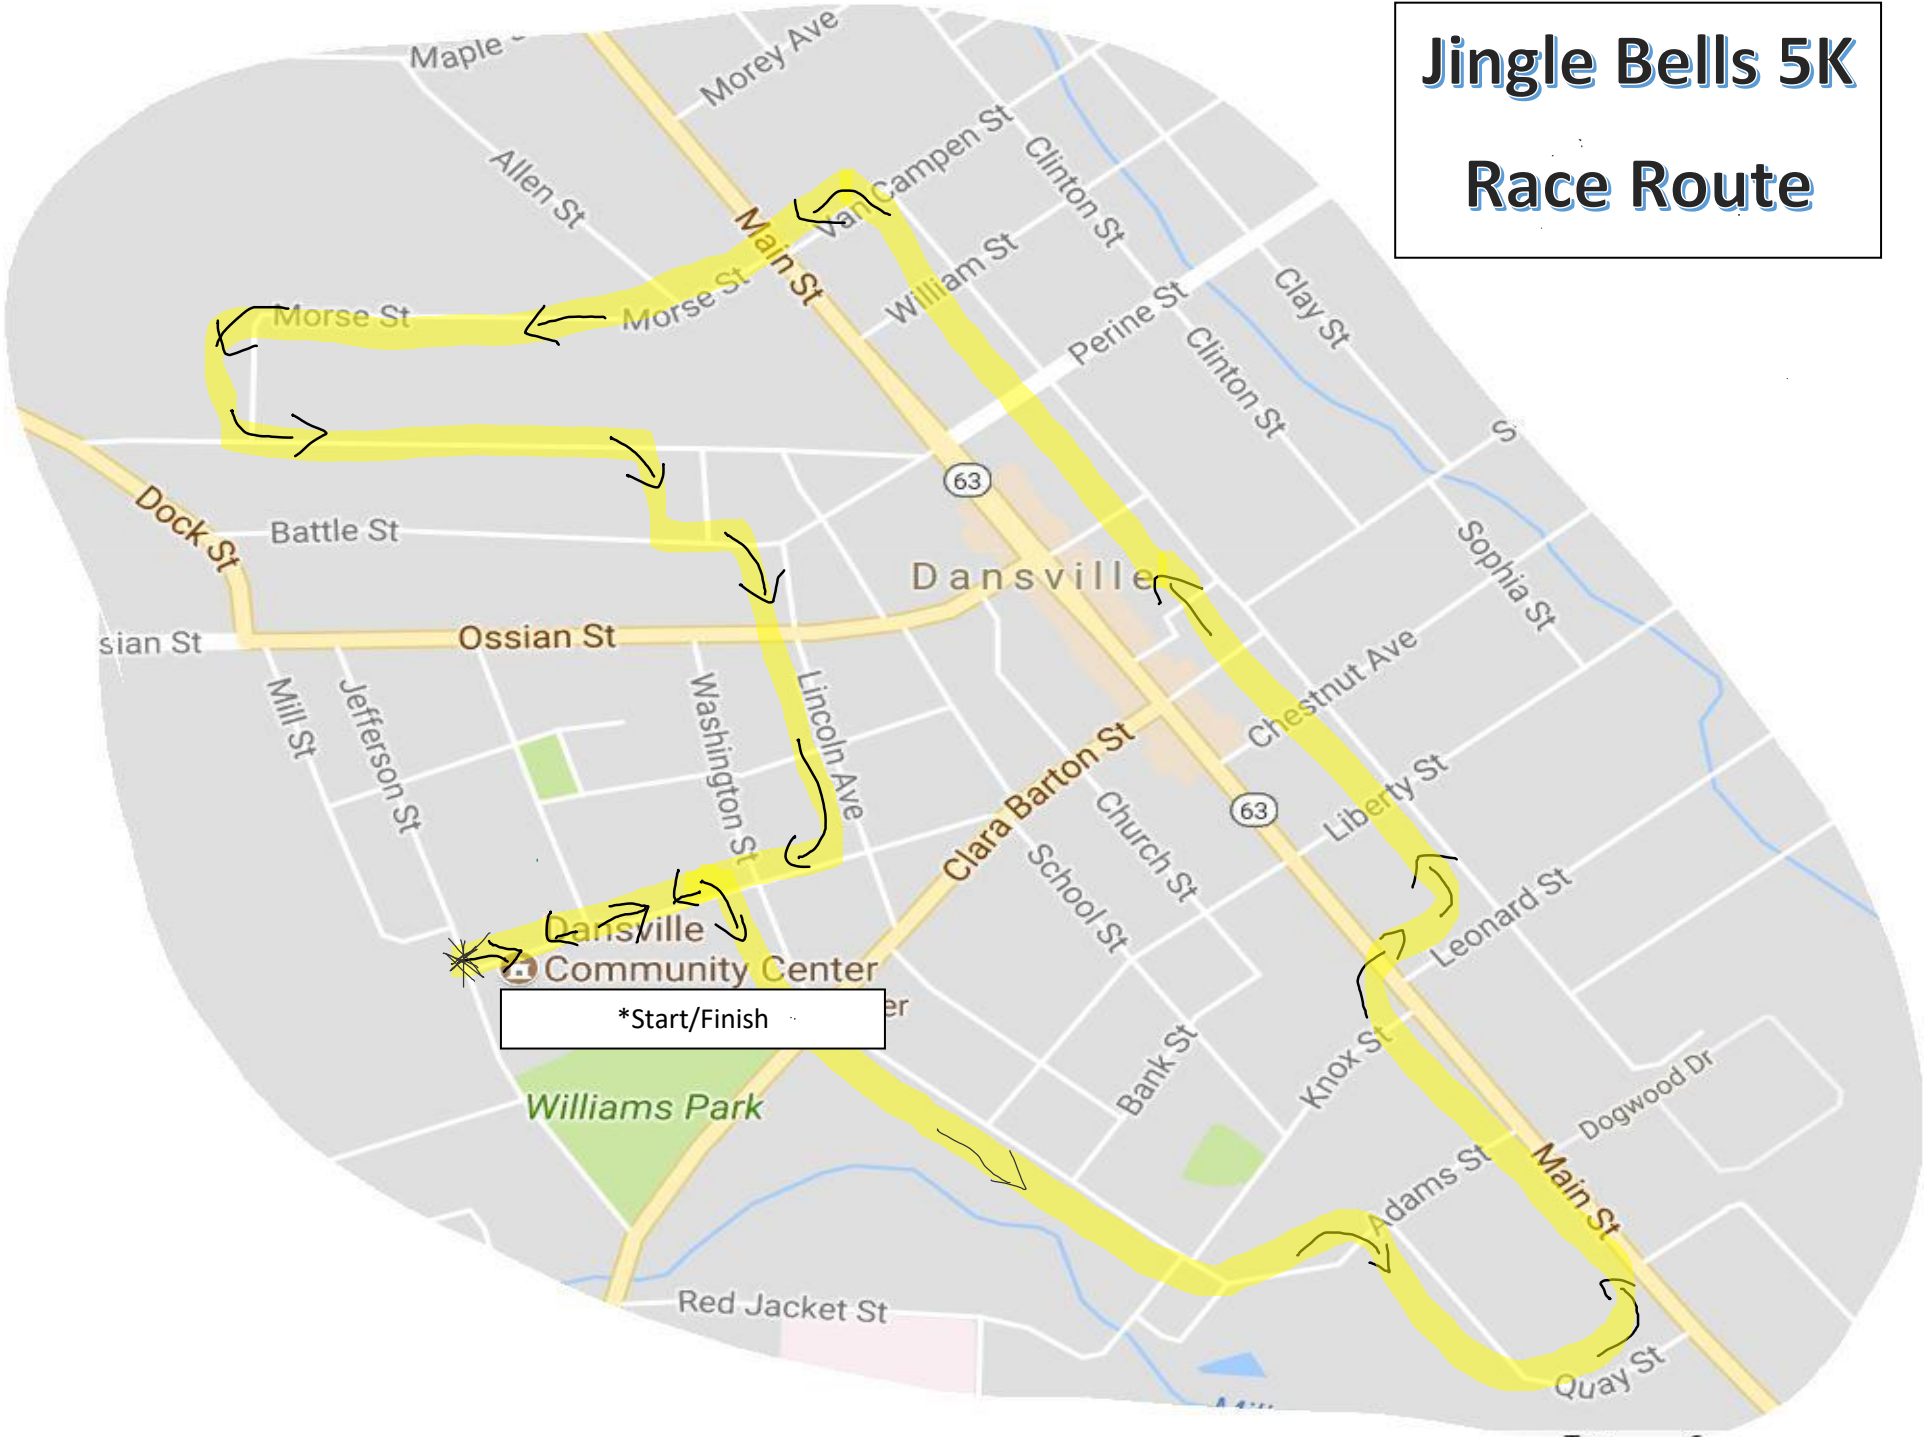 Jingle Bells 5K
Race Route
Maple
Morey Ave
Van Campen St
Clinton St
Allen St
Main St
William St
Clay St
Morse St
Morse St
Perine St
Clinton St
S
63
Dock St
Battle St
Sophia St
Dansville
sian St
Ossian St
Chestnut Ave
Mill St
Jefferson St
Washington St
Lincoln Ave
Clara Barton St
Liberty St
63
Church St
School St
Leonard St
Dansville
Community Center
*Start/Finish
er
Bank St
Knox St
Dogwood Dr
Williams Park
Adams St
Main St
Red Jacket St
Quay St